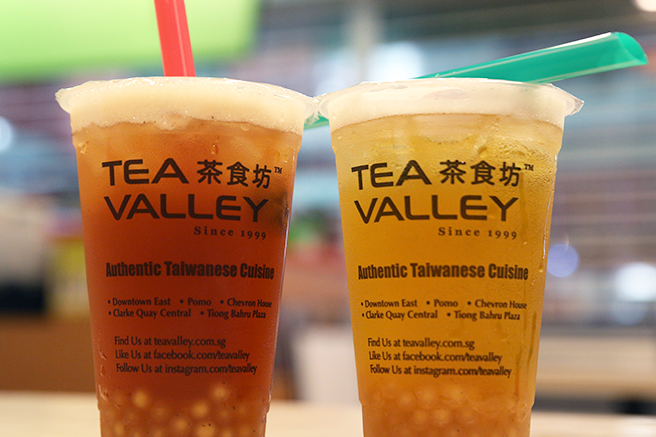 TEA 茶食坊™
VALLEY
Since 1999
Authentic Taiwanese Cuisine
• Downtown East • Pomo • Chevron House
• Clarke Quay Central • Tiong Bahru Plaza
Find Us at teavalley.com.sg
Like Us at facebook.com/teavalley
Follow Us at instagram.com/teavalley
TEA 茶食坊™
VALLEY
Since 1999
Authentic Taiwanese Cuisine
• Downtown East • Pomo • Chevron House
• Clarke Quay Central • Tiong Bahru Plaza
Find Us at teavalley.com.sg
Like Us at facebook.com/teavalley
Follow Us at instagram.com/teavalley